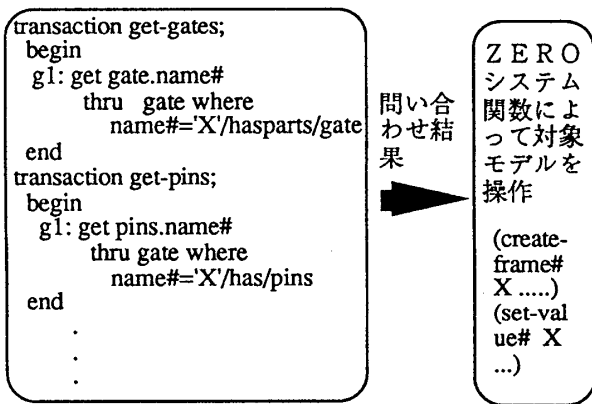 transaction get-gates;
begin
g1: get gate.name#
thru gate where
name#='X'/hasparts/gate
end
transaction get-pins;
begin
g1: get pins.name#
thru gate where
name#='X'/has/pins
end
.
.
.
問い合
わせ結
果
ＺＥＲＯ
システム
関数によ
って対象
モデルを
操作
(create-
frame#
X .....)
(set-val
ue# X
...)